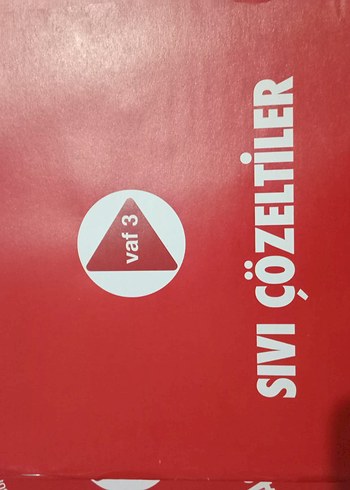 vaf 3
SIVI ÇÖZELTİLER